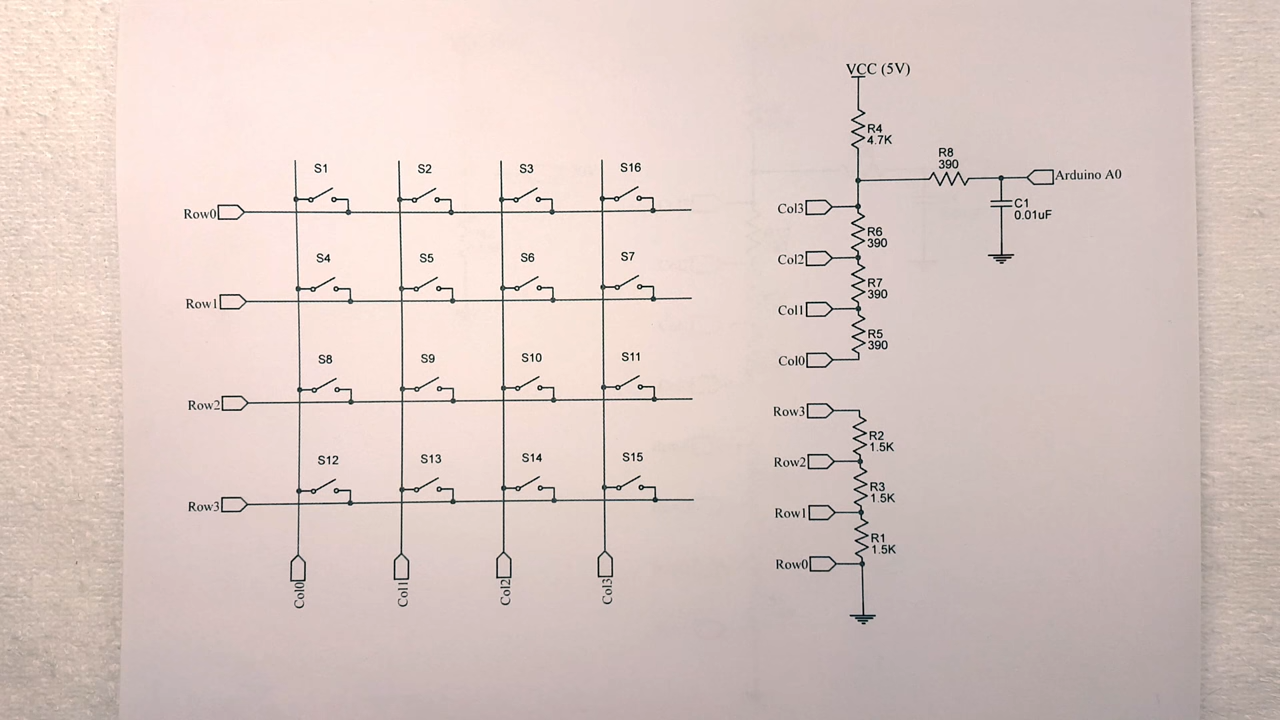 S1 S2 S3 S16
Row0
S4 S5 S6 S7
Row1
S8 S9 S10 S11
Row2
S12 S13 S14 S15
Row3
Col0 Col1 Col2 Col3
VCC (5V)
R4
4.7K
R8
390
Arduino A0
C1
0.01uF
Col3
R6
390
Col2
R7
390
Col1
R5
390
Col0
Row3
R2
1.5K
Row2
R3
1.5K
Row1
R1
1.5K
Row0